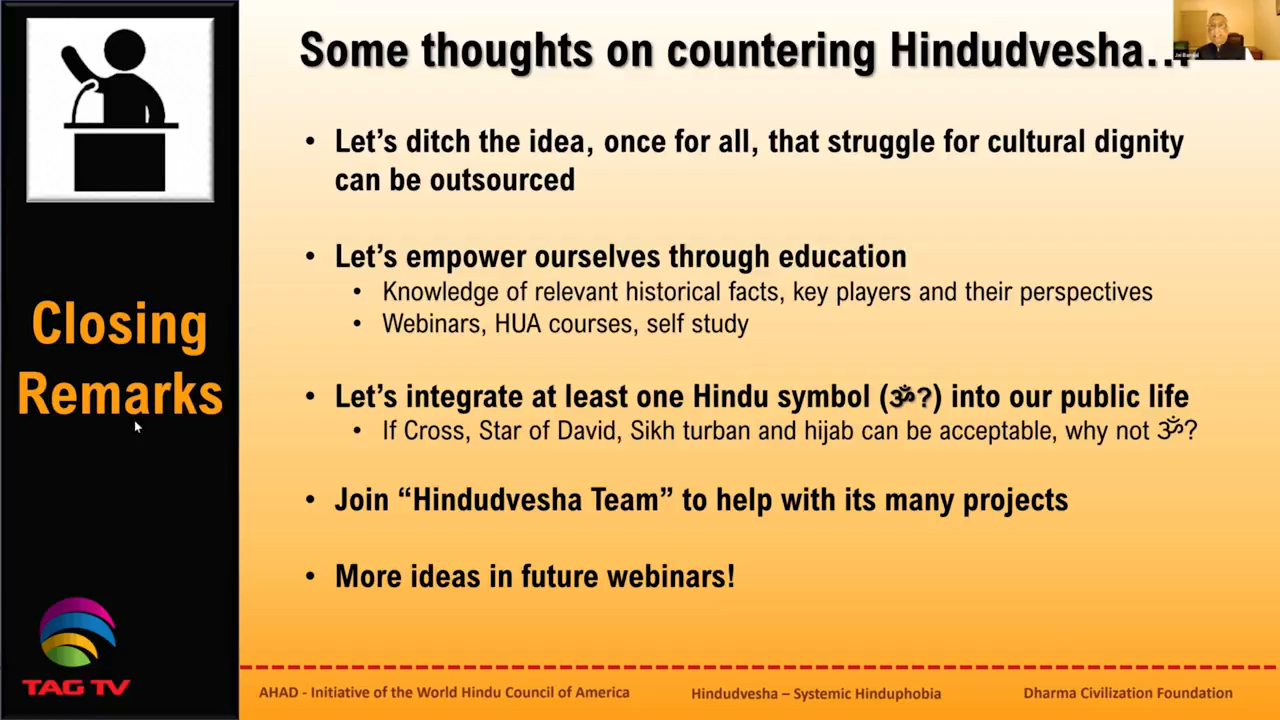 Some thoughts on countering Hindudvesha…
• Let’s ditch the idea, once for all, that struggle for cultural dignity
can be outsourced
• Let’s empower ourselves through education
• Knowledge of relevant historical facts, key players and their perspectives
• Webinars, HUA courses, self study
• Let’s integrate at least one Hindu symbol (ॐ?) into our public life
• If Cross, Star of David, Sikh turban and hijab can be acceptable, why not ॐ?
• Join “Hindudvesha Team” to help with its many projects
• More ideas in future webinars!
Closing
Remarks
TAG TV
AHAD - Initiative of the World Hindu Council of America
Hindudvesha – Systemic Hinduphobia
Dharma Civilization Foundation